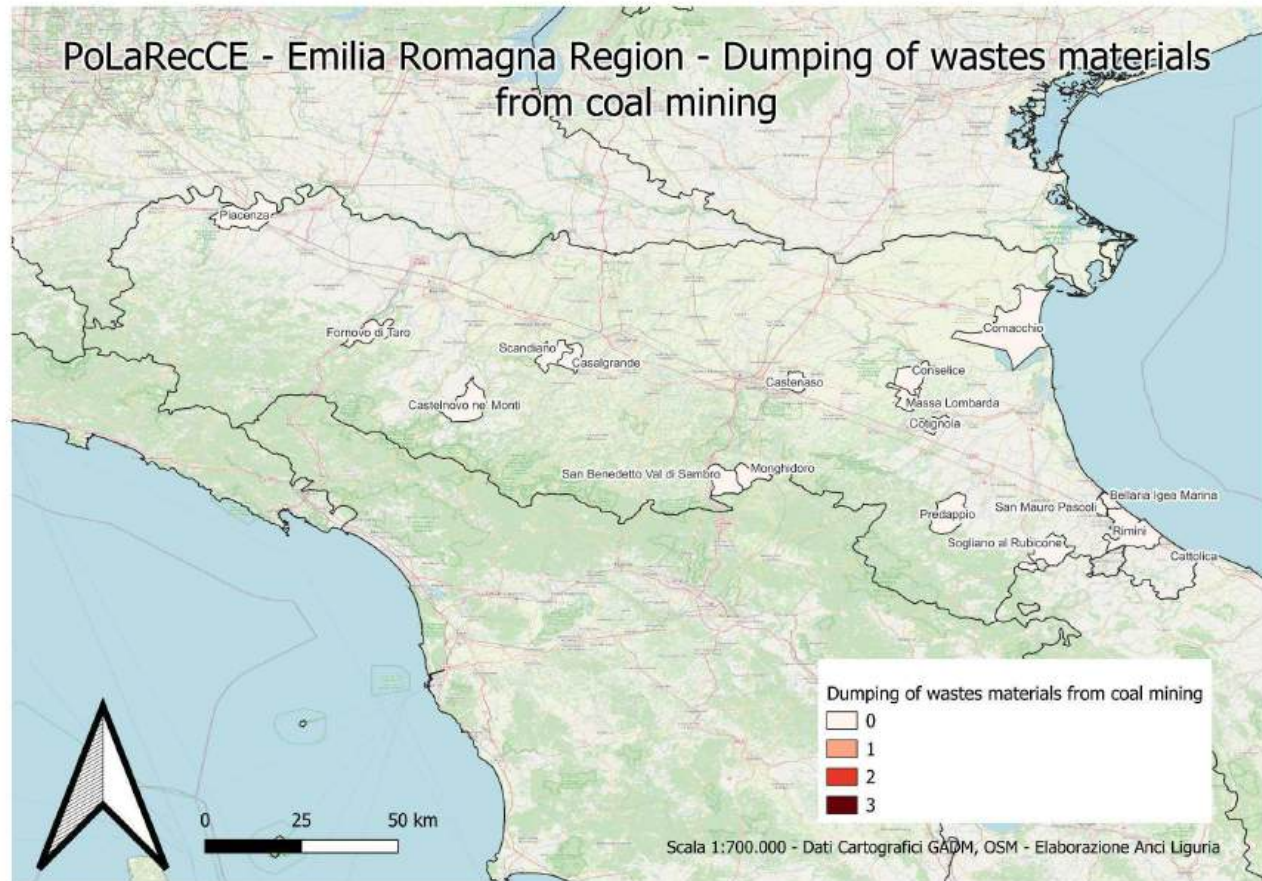 PoLaRecCE - Emilia Romagna Region - Dumping of wastes materials
from coal mining
Piacenza
Fornovo di Taro
Scandiano
Casalgrande
Castelnovo ne' Monti
Comacchio
Castenaso
Conselice
Massa Lombarda
Cotignola
San Benedetto Val di Sambro
Monghidoro
Predappio
San Mauro Pascoli
Bellaria Igea Marina
Rimini
Sogliano al Rubicone
Cattolica
Dumping of wastes materials from coal mining
0
1
2
3
0 25 50 km
Scala 1:700.000 - Dati Cartografici GADM, OSM - Elaborazione Anci Liguria